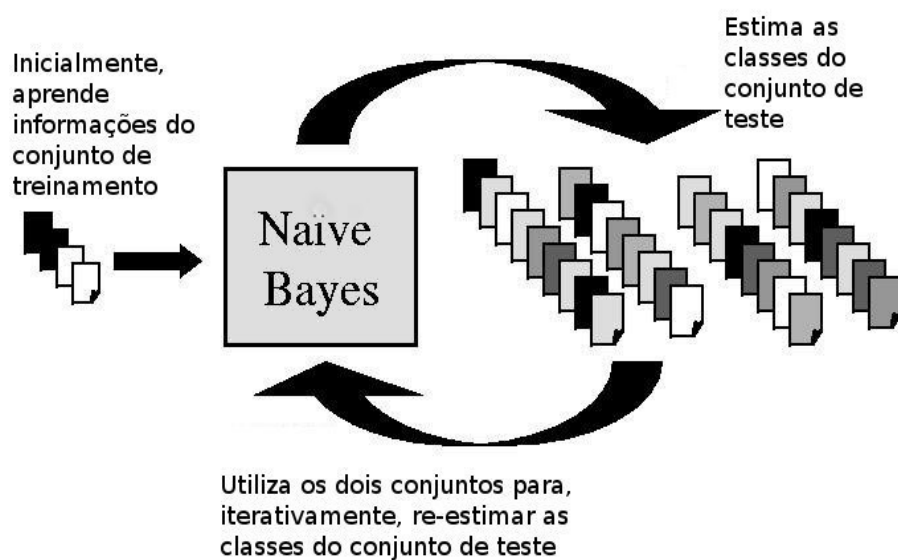 Inicialmente,
aprende
informações do
conjunto de
treinamento
Estima as
classes do
conjunto de
teste
Naïve
Bayes
Utiliza os dois conjuntos para,
iterativamente, re-estimar as
classes do conjunto de teste